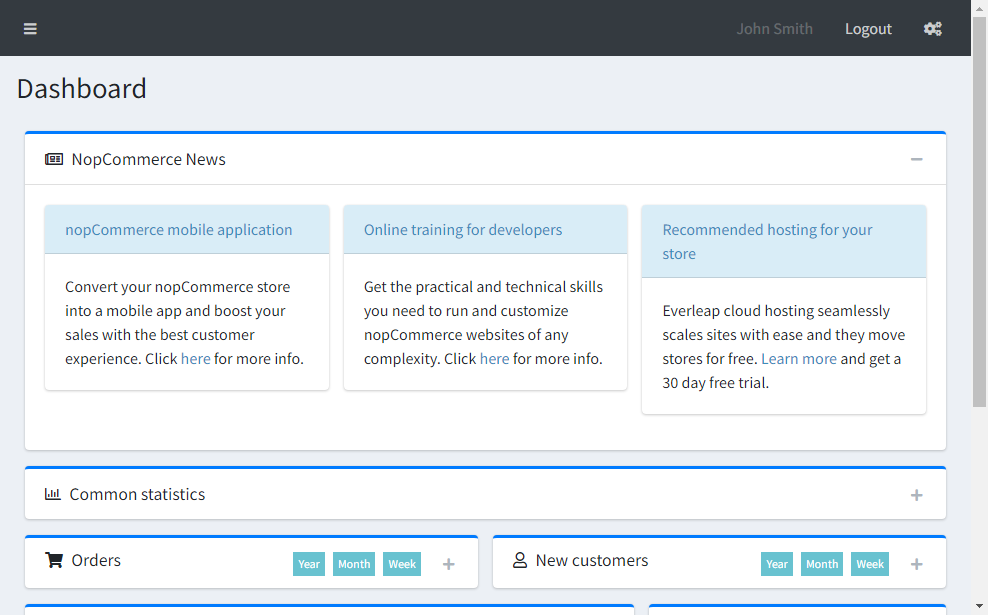 John Smith
Logout
Dashboard
NopCommerce News
nopCommerce mobile application
Convert your nopCommerce store
into a mobile app and boost your
sales with the best customer
experience. Click here for more info.
Online training for developers
Get the practical and technical skills
you need to run and customize
nopCommerce websites of any
complexity. Click here for more info.
Recommended hosting for your
store
Everleap cloud hosting seamlessly
scales sites with ease and they move
stores for free. Learn more and get a
30 day free trial.
Common statistics
Orders
Year
Month
Week
New customers
Year
Month
Week